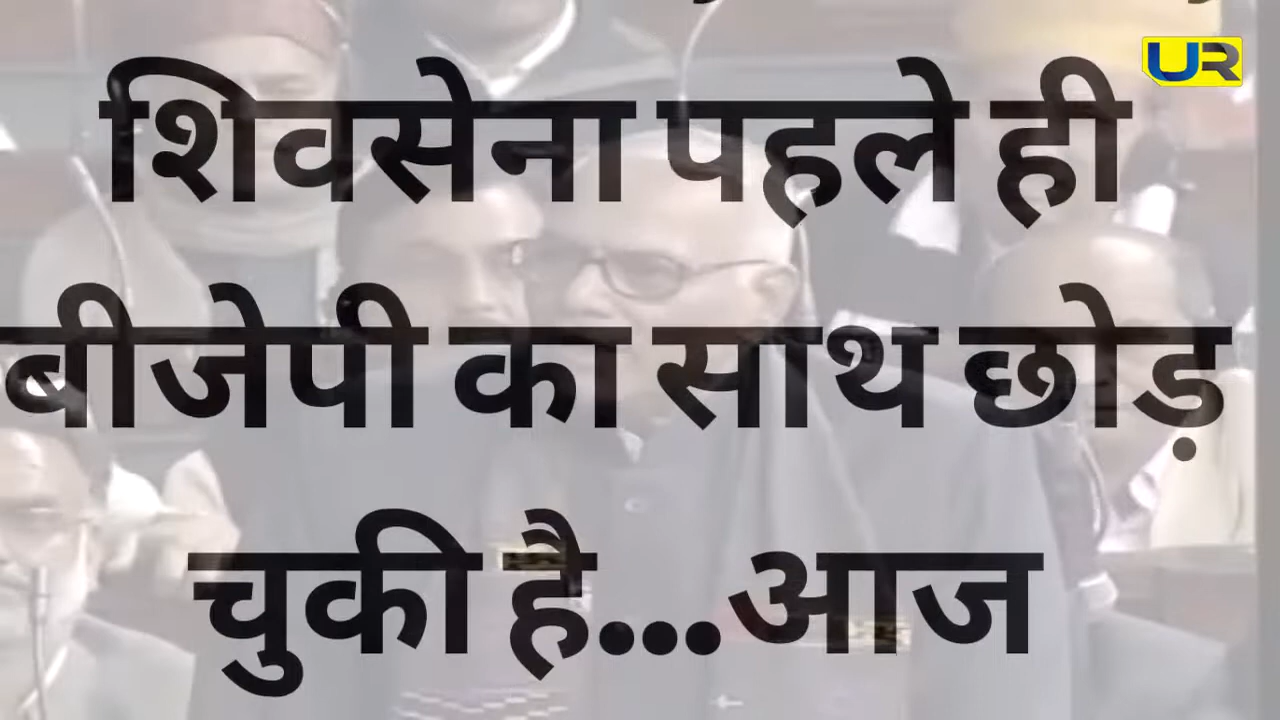 UR
शिवसेना पहले ही
बीजेपी का साथ छोड़
चुकी है...आज